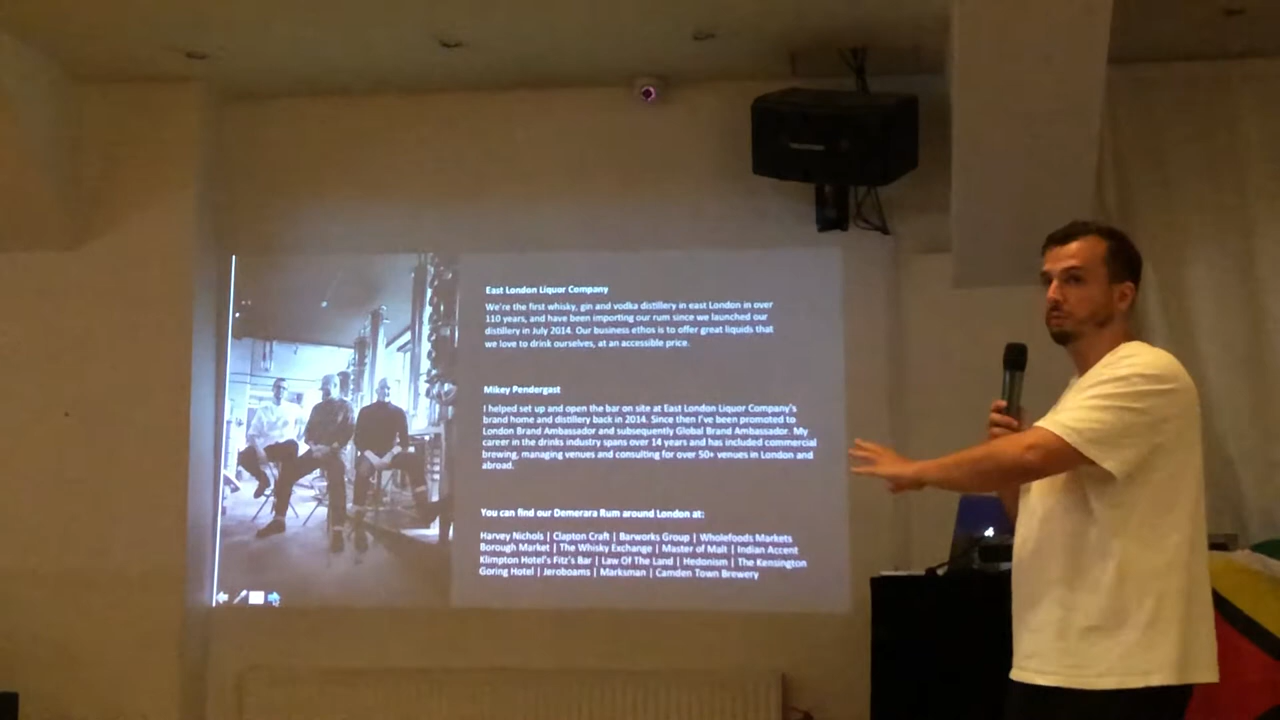 East London Liquor Company
We're the first whisky, gin and vodka distillery in east London in over
110 years, and have been importing our rum since we launched our
distillery in July 2014. Our business ethos is to offer great liquids that
we love to drink ourselves, at an accessible price.
Mikey Pendergast
I helped set up and open the bar on site at East London Liquor Company's
brand home and distillery back in 2014. Since then I've been promoted to
London Brand Ambassador and subsequently Global Brand Ambassador. My
career in the drinks industry spans over 14 years and has included commercial
brewing, managing venues and consulting for over 50+ venues in London and
abroad.
You can find our Demerara Rum around London at:
Harvey Nichols | Clapton Craft | Barworks Group | Wholefoods Markets
Borough Market | The Whisky Exchange | Master of Malt | Indian Accent
Klimpton Hotel's Fitz's Bar | Law Of The Land | Hedonism | The Kensington
Goring Hotel | Jeroboams | Marksman | Camden Town Brewery